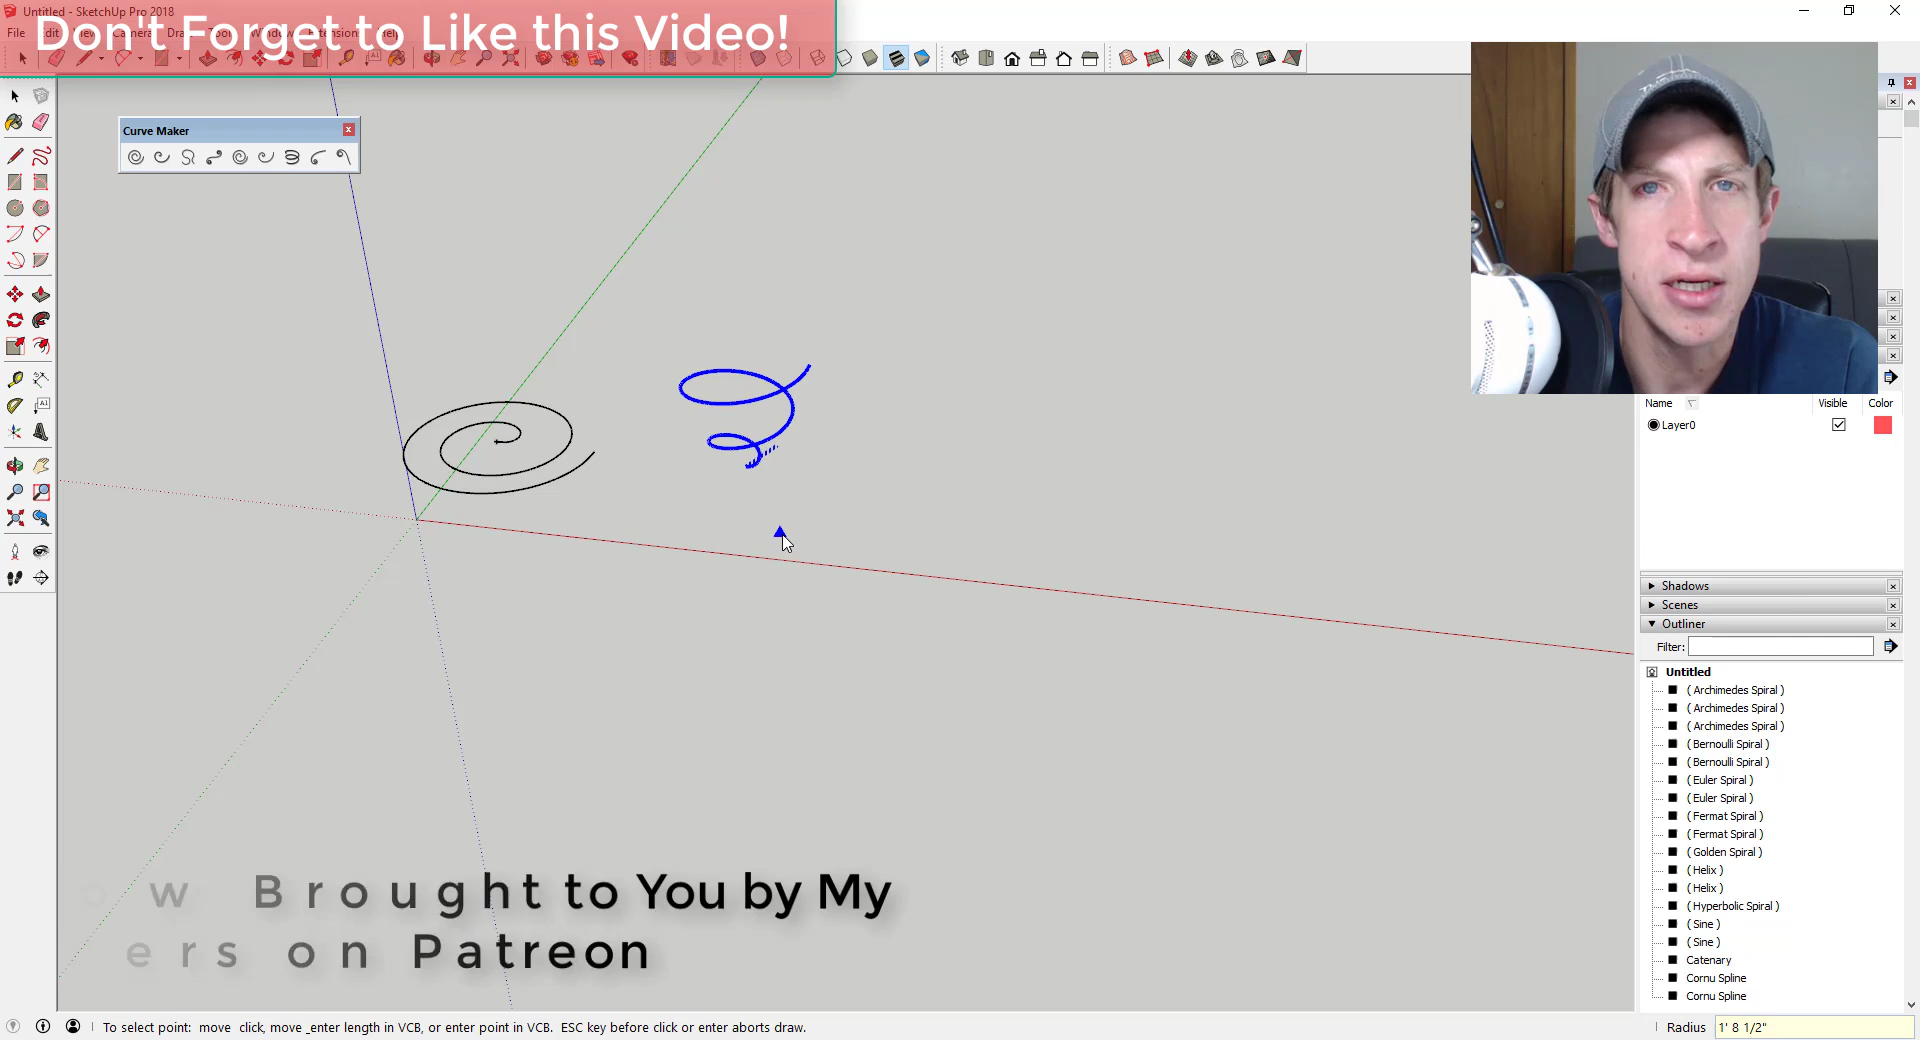 Untitled - SketchUp Pro 2018
Don't Forget to Like this Video!
File
Curve Maker
Name Visible Color
Layer0
Shadows
Scenes
Outliner
Filter:
Untitled
( Archimedes Spiral )
( Archimedes Spiral )
( Archimedes Spiral )
( Bernoulli Spiral )
( Bernoulli Spiral )
( Euler Spiral )
( Euler Spiral )
( Fermat Spiral )
( Fermat Spiral )
( Golden Spiral )
( Helix )
( Helix )
( Hyperbolic Spiral )
( Sine )
( Sine )
Catenary
Cornu Spline
Cornu Spline
w Brought to You by My
ers on Patreon
To select point: move click, move _enter length in VCB, or enter point in VCB. ESC key before click or enter aborts draw.
Radius 1' 8 1/2"